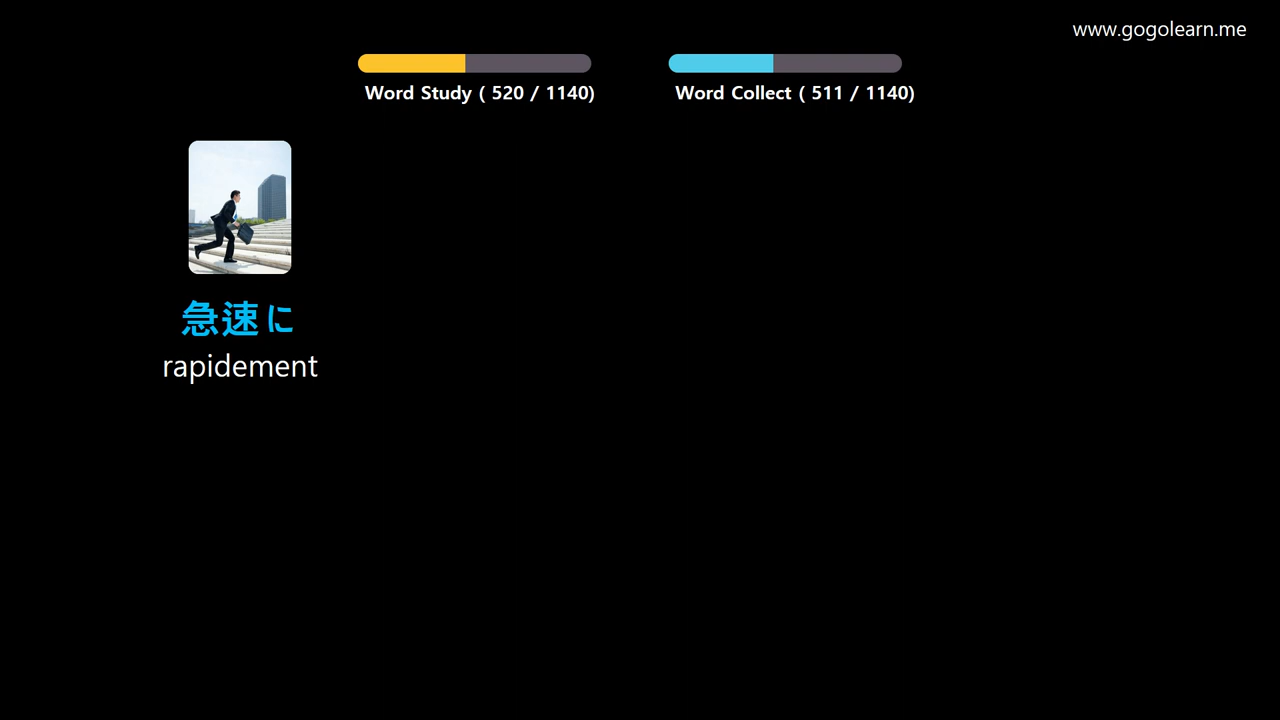 www.gogolearn.me
Word Study ( 520 / 1140)
Word Collect ( 511 / 1140)
急速に
rapidement